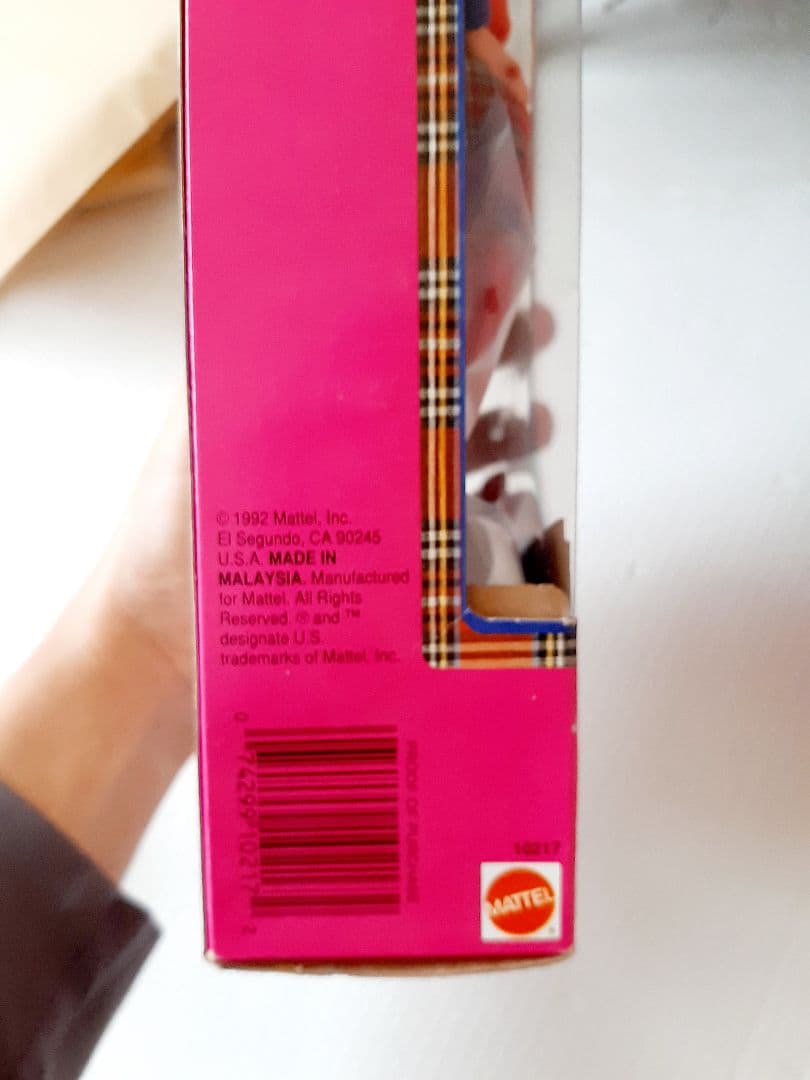 © 1992 Mattel, Inc.
El Segundo, CA 90245
U.S.A. MADE IN
MALAYSIA. Manufactured
for Mattel. All Rights
Reserved. ® and ™
designate U.S.
trademarks of Mattel, Inc.
PROOF OF PURCHASE
0 74299 10217 2
10217
MATTEL
®